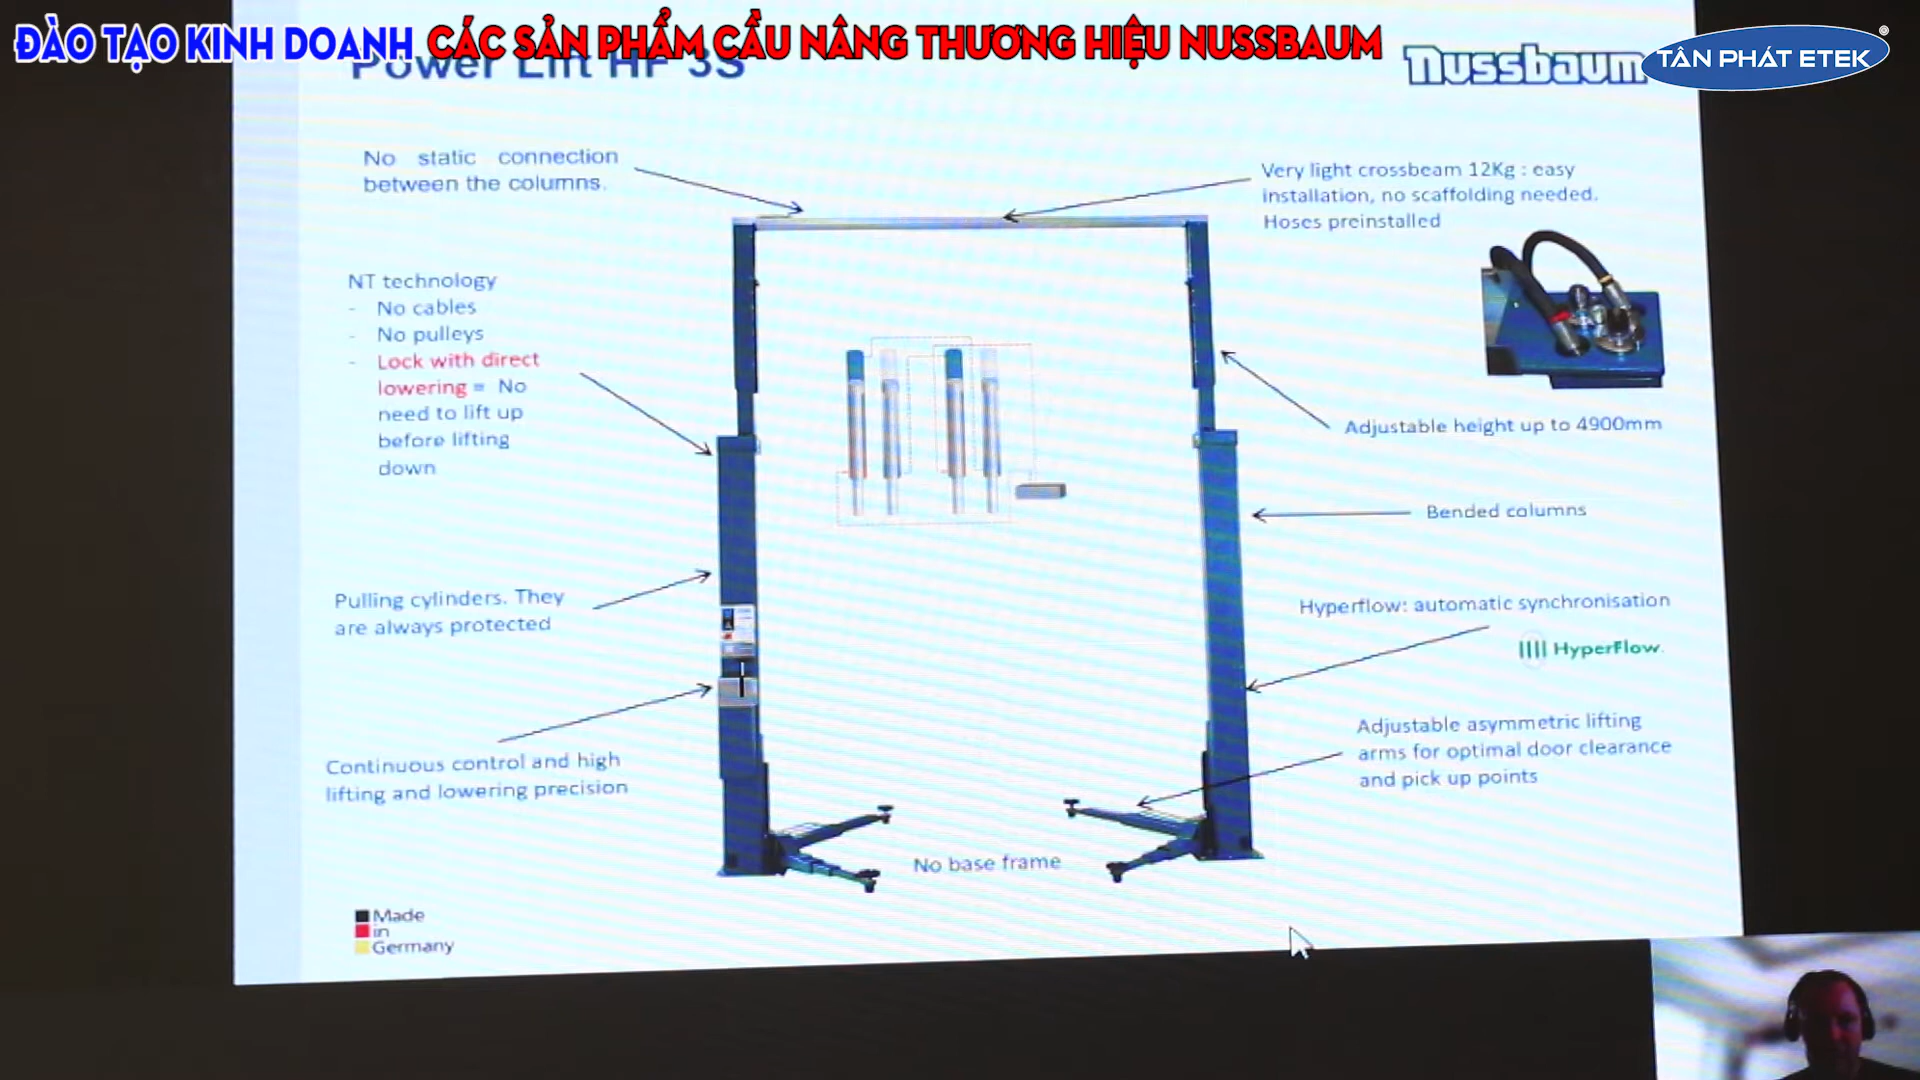 ĐÀO TẠO KINH DOANH CÁC SẢN PHẨM CẦU NÂNG THƯƠNG HIỆU NUSSBAUM
Power Lift HF 3S
Nussbaum
TÂN PHÁT ETEK
No static connection
between the columns.
Very light crossbeam 12Kg : easy
installation, no scaffolding needed.
Hoses preinstalled
NT technology
- No cables
- No pulleys
- Lock with direct
lowering = No
need to lift up
before lifting
down
Adjustable height up to 4900mm
Bended columns
Pulling cylinders. They
are always protected
Hyperflow: automatic synchronisation
HyperFlow.
Continuous control and high
lifting and lowering precision
Adjustable asymmetric lifting
arms for optimal door clearance
and pick up points
No base frame
Made
in
Germany